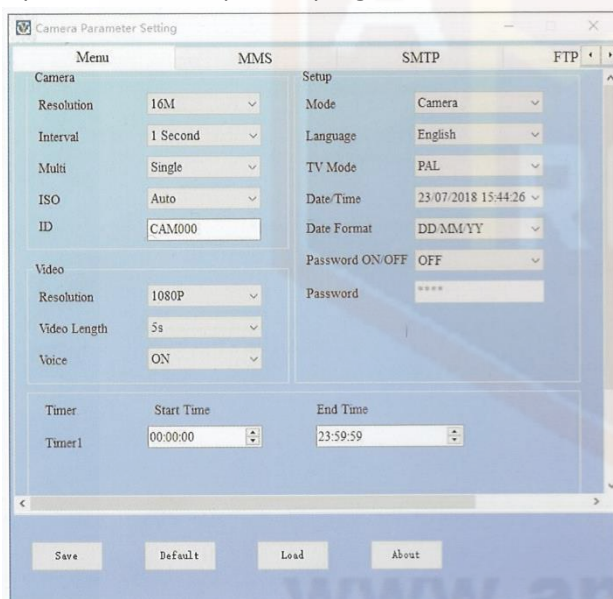 Camera Parameter Setting
Menu MMS SMTP FTP
Camera
Resolution 16M
Interval 1 Second
Multi Single
ISO Auto
ID CAM000
Video
Resolution 1080P
Video Length 5s
Voice ON
Setup
Mode Camera
Language English
TV Mode PAL
Date/Time 23/07/2018 15:44:26
Date Format DD/MM/YY
Password ON/OFF OFF
Password ****
Timer Start Time End Time
Timer1 00:00:00 23:59:59
Save Default Load About